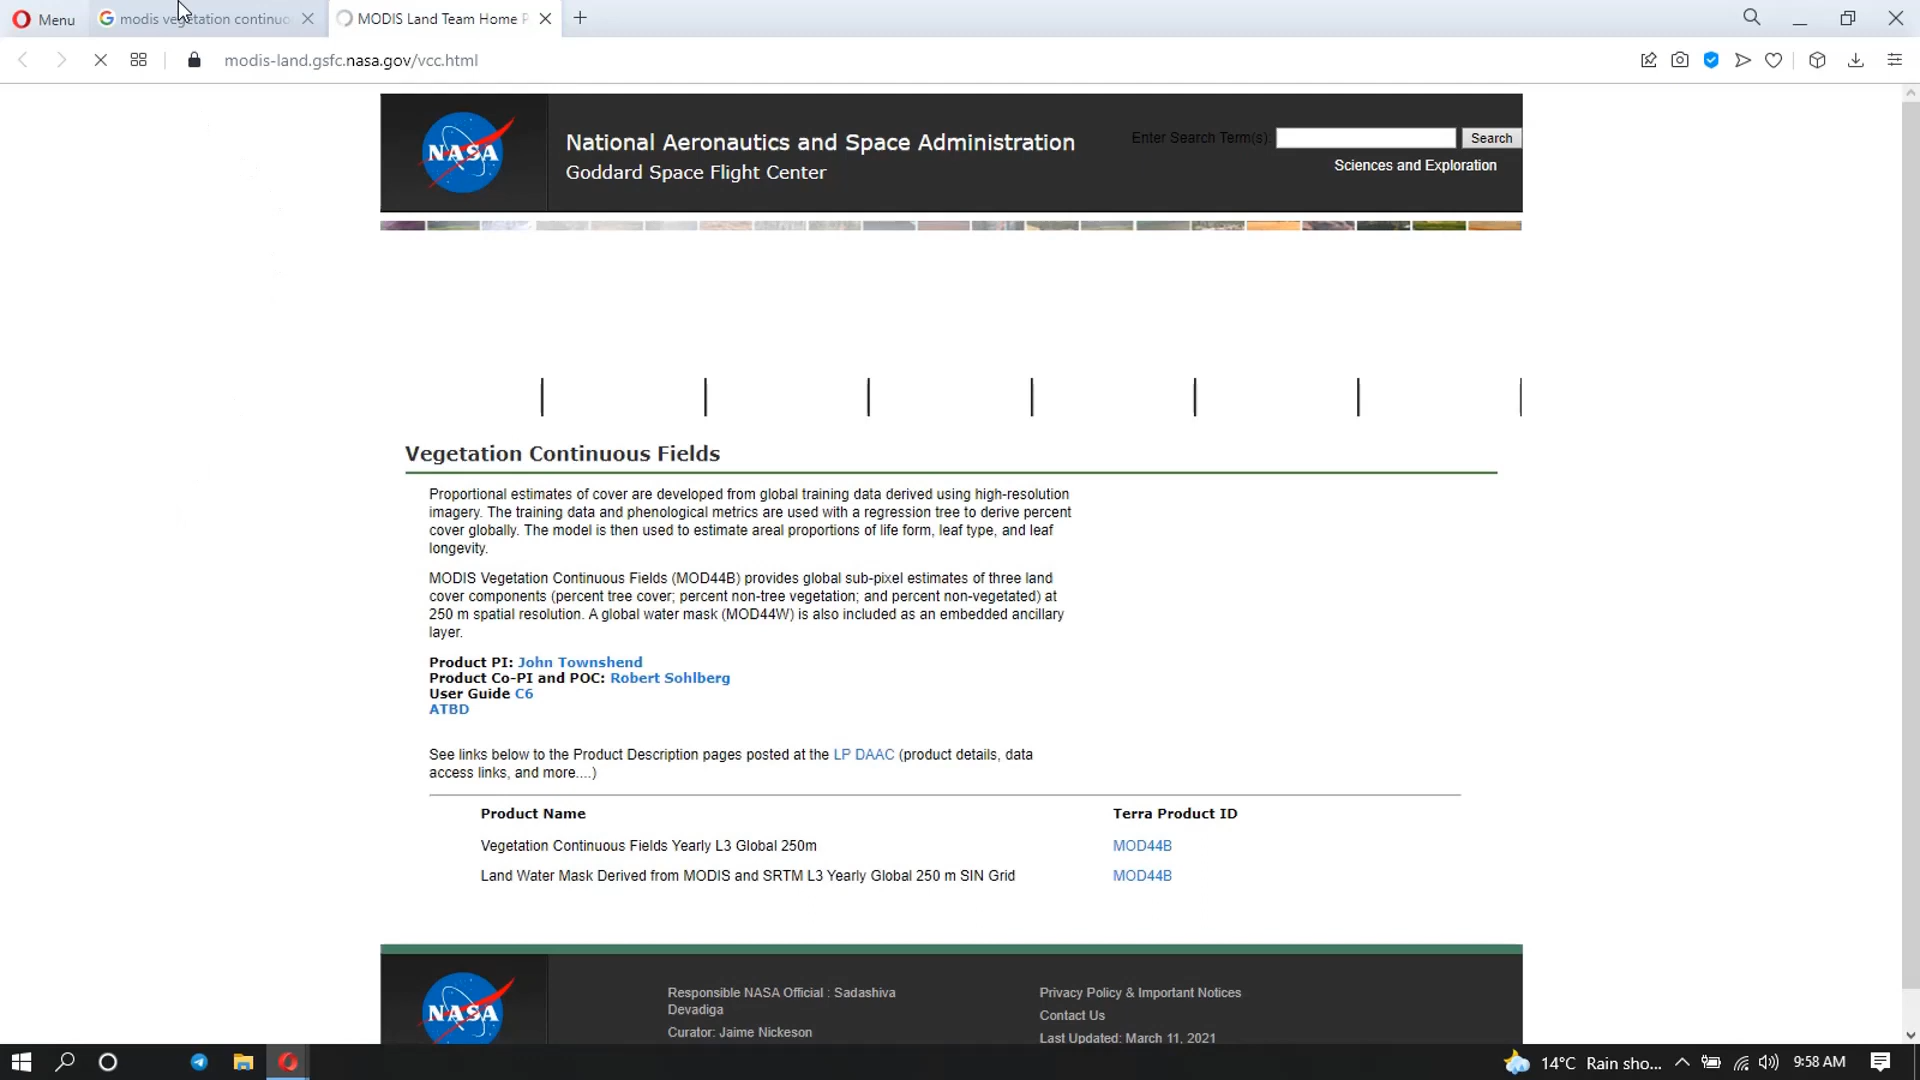 Menu
modis vegetation continuo
MODIS Land Team Home P
modis-land.gsfc.nasa.gov/vcc.html
NASA
National Aeronautics and Space Administration
Goddard Space Flight Center
Enter Search Term(s):
Search
Sciences and Exploration
Vegetation Continuous Fields
Proportional estimates of cover are developed from global training data derived using high-resolution
imagery. The training data and phenological metrics are used with a regression tree to derive percent
cover globally. The model is then used to estimate areal proportions of life form, leaf type, and leaf
longevity.
MODIS Vegetation Continuous Fields (MOD44B) provides global sub-pixel estimates of three land
cover components (percent tree cover; percent non-tree vegetation; and percent non-vegetated) at
250 m spatial resolution. A global water mask (MOD44W) is also included as an embedded ancillary
layer.
Product PI: John Townshend
Product Co-PI and POC: Robert Sohlberg
User Guide C6
ATBD
See links below to the Product Description pages posted at the LP DAAC (product details, data
access links, and more....)
Product Name Terra Product ID
Vegetation Continuous Fields Yearly L3 Global 250m MOD44B
Land Water Mask Derived from MODIS and SRTM L3 Yearly Global 250 m SIN Grid MOD44B
NASA
Responsible NASA Official : Sadashiva
Devadiga
Curator: Jaime Nickeson
Privacy Policy & Important Notices
Contact Us
Last Updated: March 11, 2021
14°C Rain sho...
9:58 AM